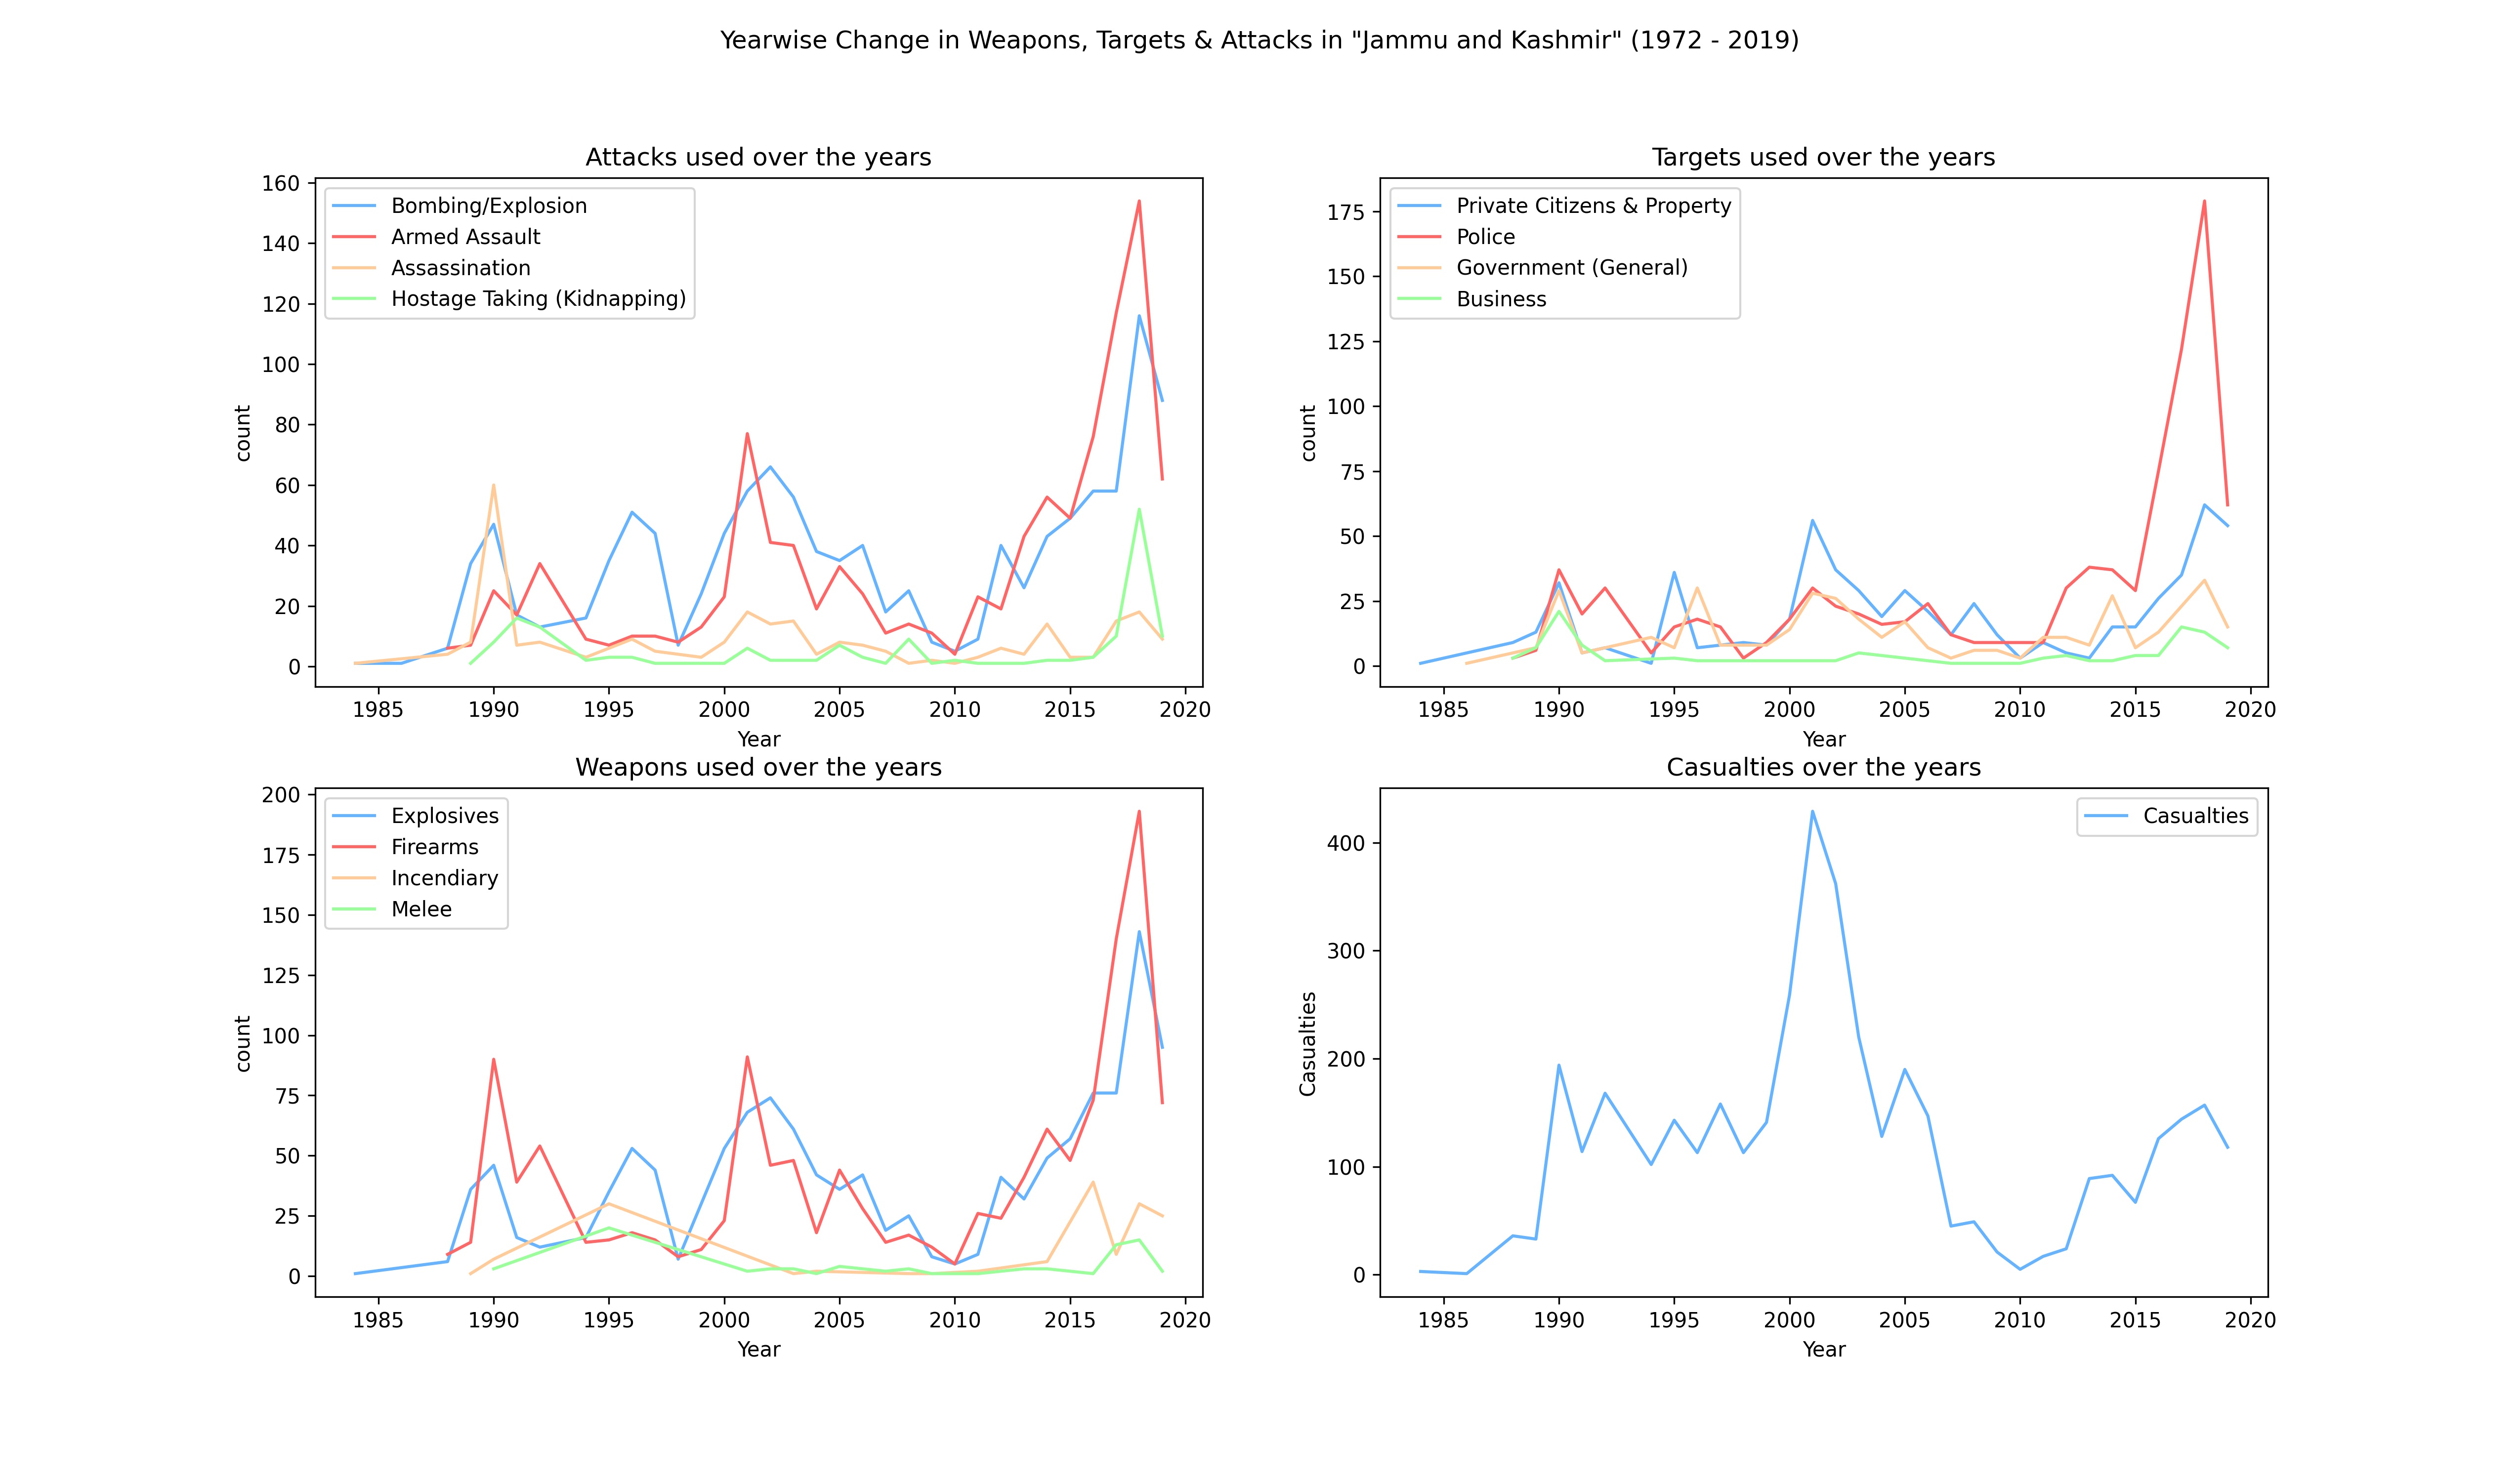 Yearwise Change in Weapons, Targets & Attacks in "Jammu and Kashmir" (1972 - 2019)
Attacks used over the years
160
140
120
100
80
60
40
20
0
count
Bombing/Explosion
Armed Assault
Assassination
Hostage Taking (Kidnapping)
1985 1990 1995 2000 2005 2010 2015 2020
Year
Targets used over the years
175
150
125
100
75
50
25
0
count
Private Citizens & Property
Police
Government (General)
Business
1985 1990 1995 2000 2005 2010 2015 2020
Year
Weapons used over the years
200
175
150
125
100
75
50
25
0
count
Explosives
Firearms
Incendiary
Melee
1985 1990 1995 2000 2005 2010 2015 2020
Year
Casualties over the years
400
300
200
100
0
Casualties
Casualties
1985 1990 1995 2000 2005 2010 2015 2020
Year